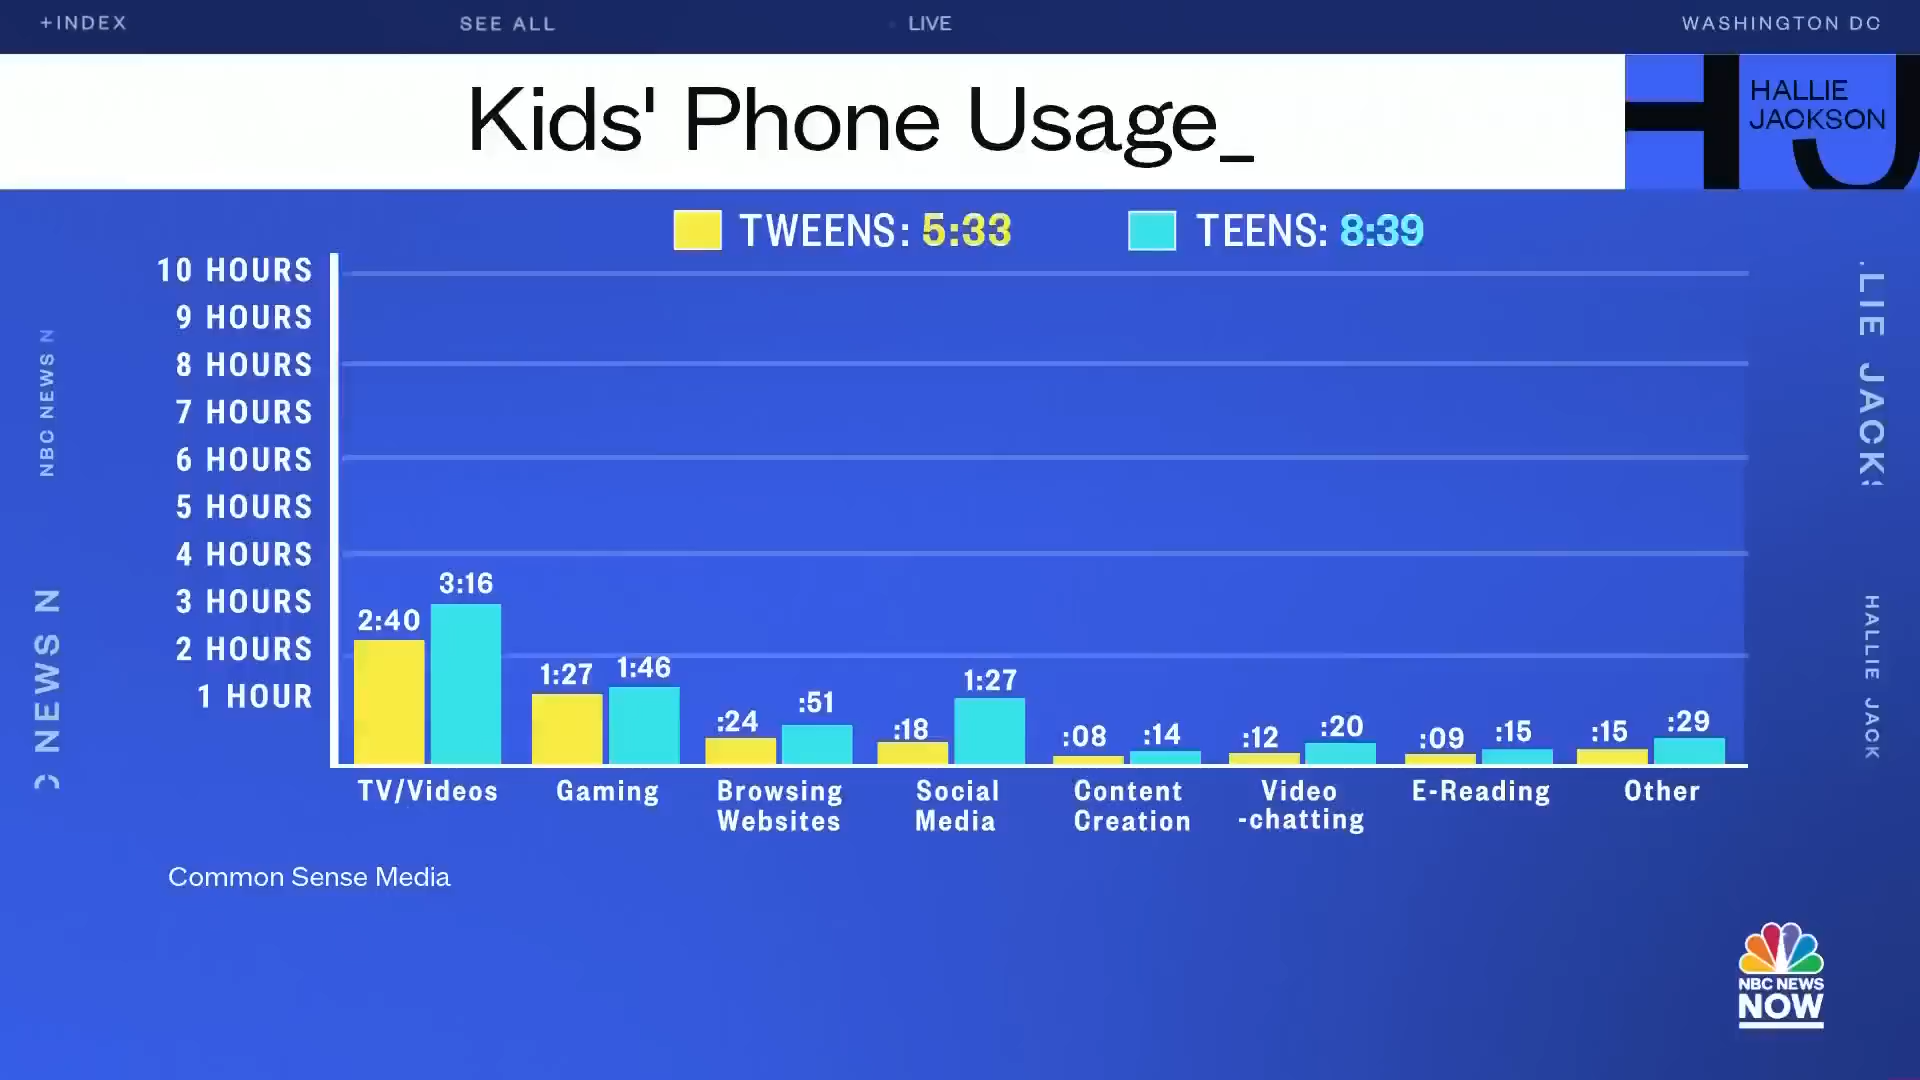 +INDEX
SEE ALL
LIVE
WASHINGTON DC
Kids' Phone Usage_
HALLIE
JACKSON
TWEENS: 5:33
TEENS: 8:39
10 HOURS
9 HOURS
8 HOURS
7 HOURS
6 HOURS
5 HOURS
4 HOURS
3 HOURS
2 HOURS
1 HOUR
2:40
3:16
1:27
1:46
:24
:51
:18
1:27
:08
:14
:12
:20
:09
:15
:15
:29
TV/Videos
Gaming
Browsing
Websites
Social
Media
Content
Creation
Video
-chatting
E-Reading
Other
Common Sense Media
NBC NEWS N
C NEWS N
LIE JACK
HALLIE JACK
NBC NEWS
NOW